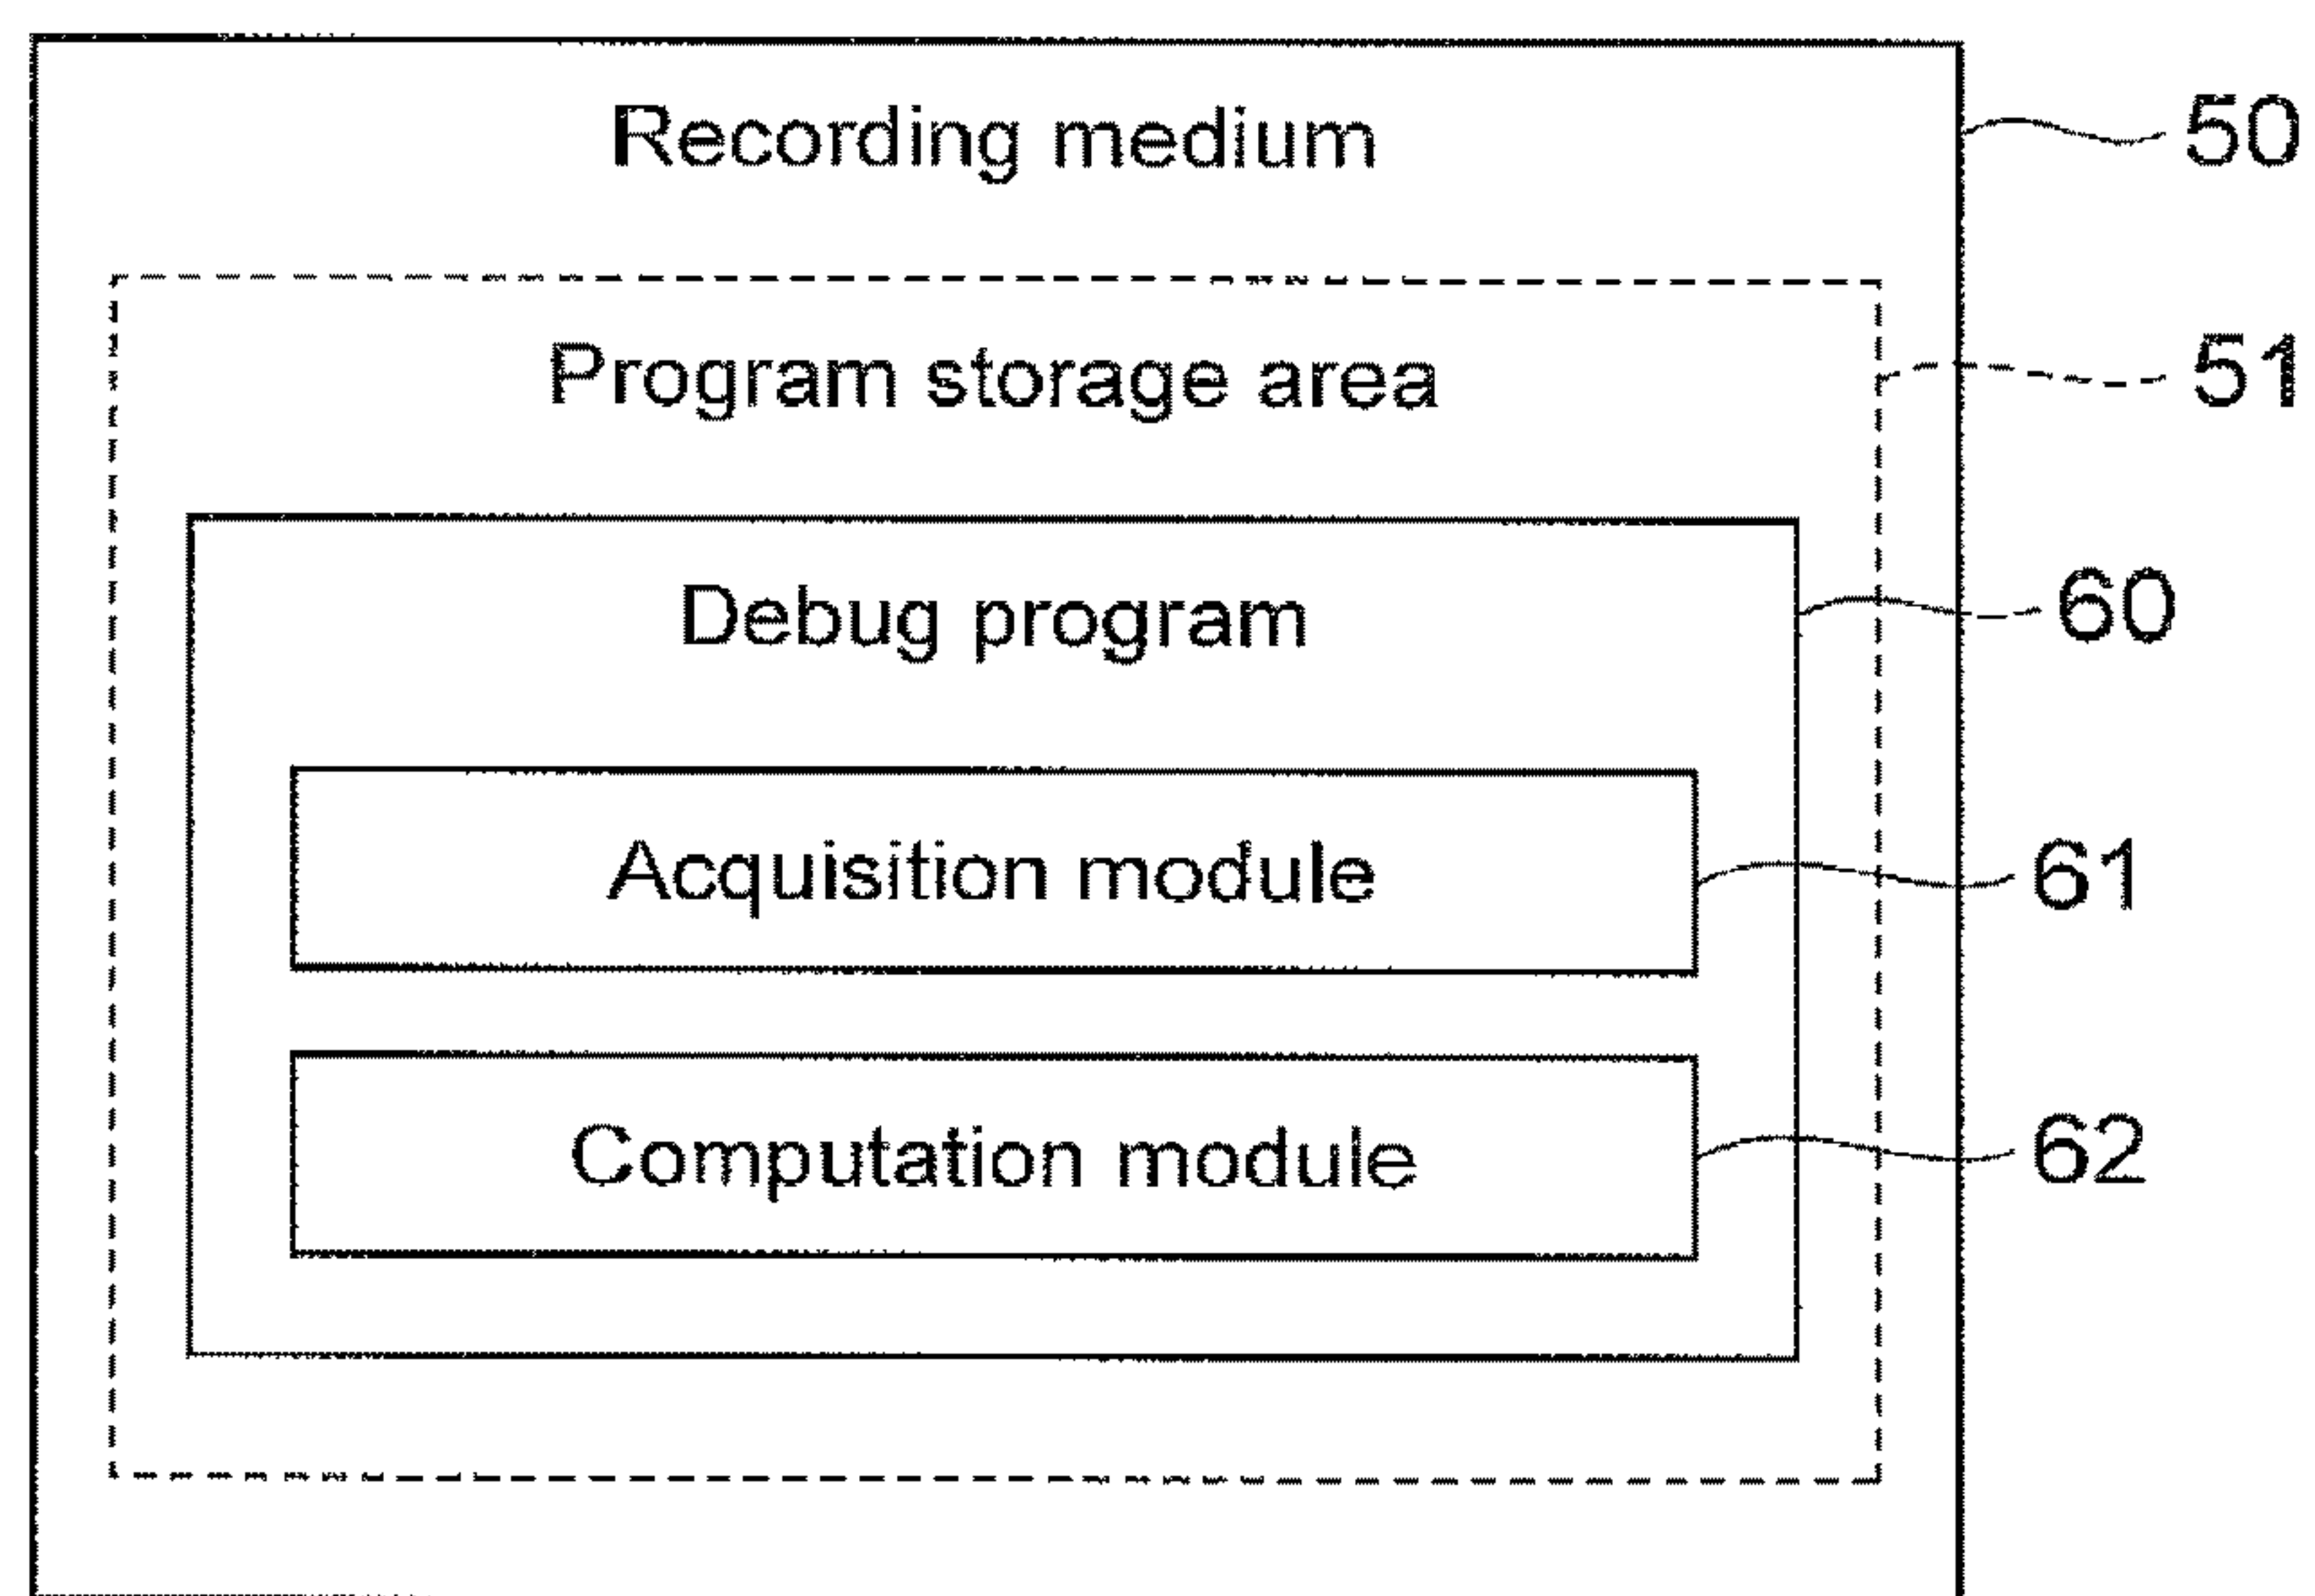 Recording medium 50
Program storage area 51
Debug program 60
Acquisition module 61
Computation module 62